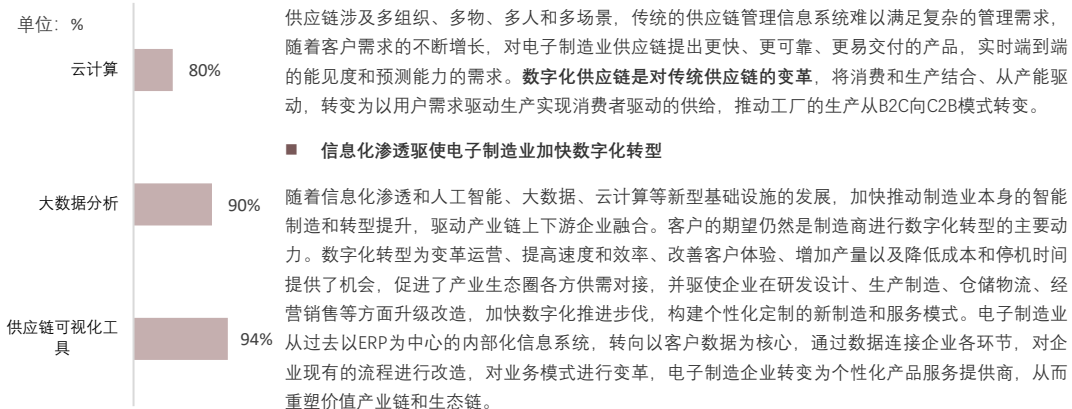 单位：%
云计算
80%
大数据分析
90%
供应链可视化工
具
94%
供应链涉及多组织、多物、多人和多场景，传统的供应链管理信息系统难以满足复杂的管理需求，
随着客户需求的不断增长，对电子制造业供应链提出更快、更可靠、更易交付的产品，实时端到端
的能见度和预测能力的需求。数字化供应链是对传统供应链的变革，将消费和生产结合、从产能驱
动，转变为以用户需求驱动生产实现消费者驱动的供给，推动工厂的生产从B2C向C2B模式转变。
■ 信息化渗透驱使电子制造业加快数字化转型
随着信息化渗透和人工智能、大数据、云计算等新型基础设施的发展，加快推动制造业本身的智能
制造和转型提升，驱动产业链上下游企业融合。客户的期望仍然是制造商进行数字化转型的主要动
力。数字化转型为变革运营、提高速度和效率、改善客户体验、增加产量以及降低成本和停机时间
提供了机会，促进了产业生态圈各方供需对接，并驱使企业在研发设计、生产制造、仓储物流、经
营销售等方面升级改造，加快数字化推进步伐，构建个性化定制的新制造和服务模式。电子制造业
从过去以ERP为中心的内部化信息系统，转向以客户数据为核心，通过数据连接企业各环节，对企
业现有的流程进行改造，对业务模式进行变革，电子制造企业转变为个性化产品服务提供商，从而
重塑价值产业链和生态链。